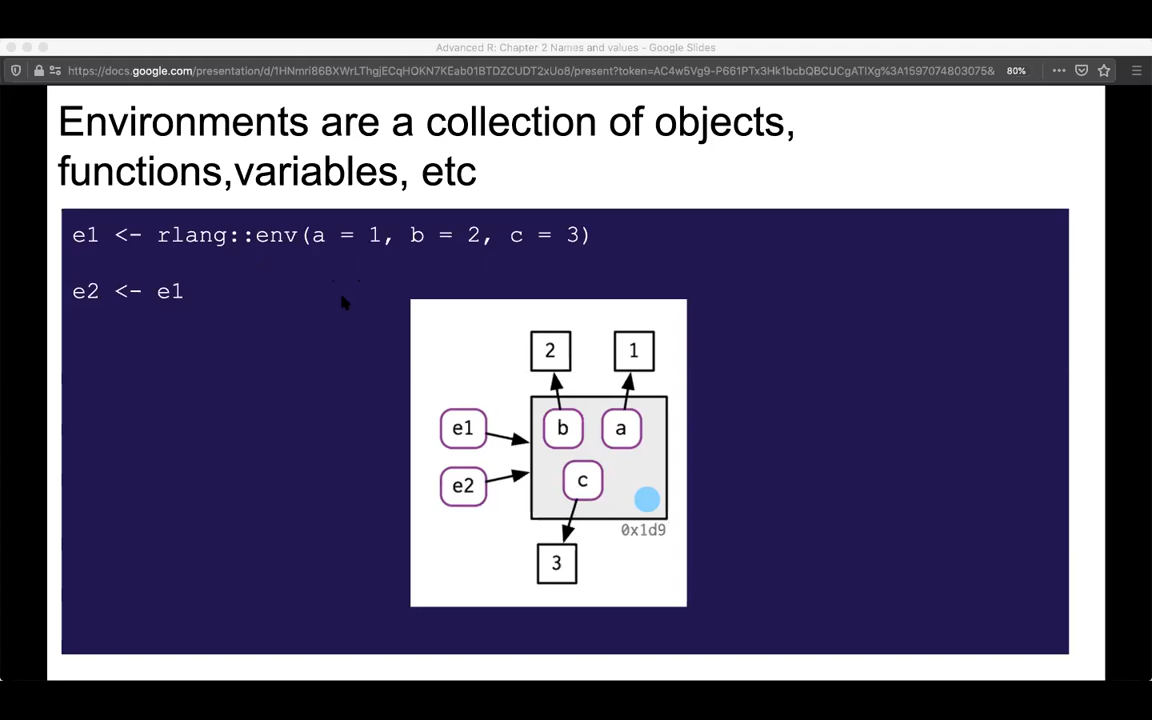 Advanced R: Chapter 2 Names and values - Google Slides
https://docs.google.com/presentation/d/1HNmri86BXWrLThgjECqHOKN7KEab01BTDZCUDT2xUo8/present?token=AC4w5Vg9-P661PTx3Hk1bcbQBCUCgATIXg%3A1597074803075&
80%
Environments are a collection of objects,
functions,variables, etc
e1 <- rlang::env(a = 1, b = 2, c = 3)
e2 <- e1
2 1
e1 b a
e2 c
0x1d9
3